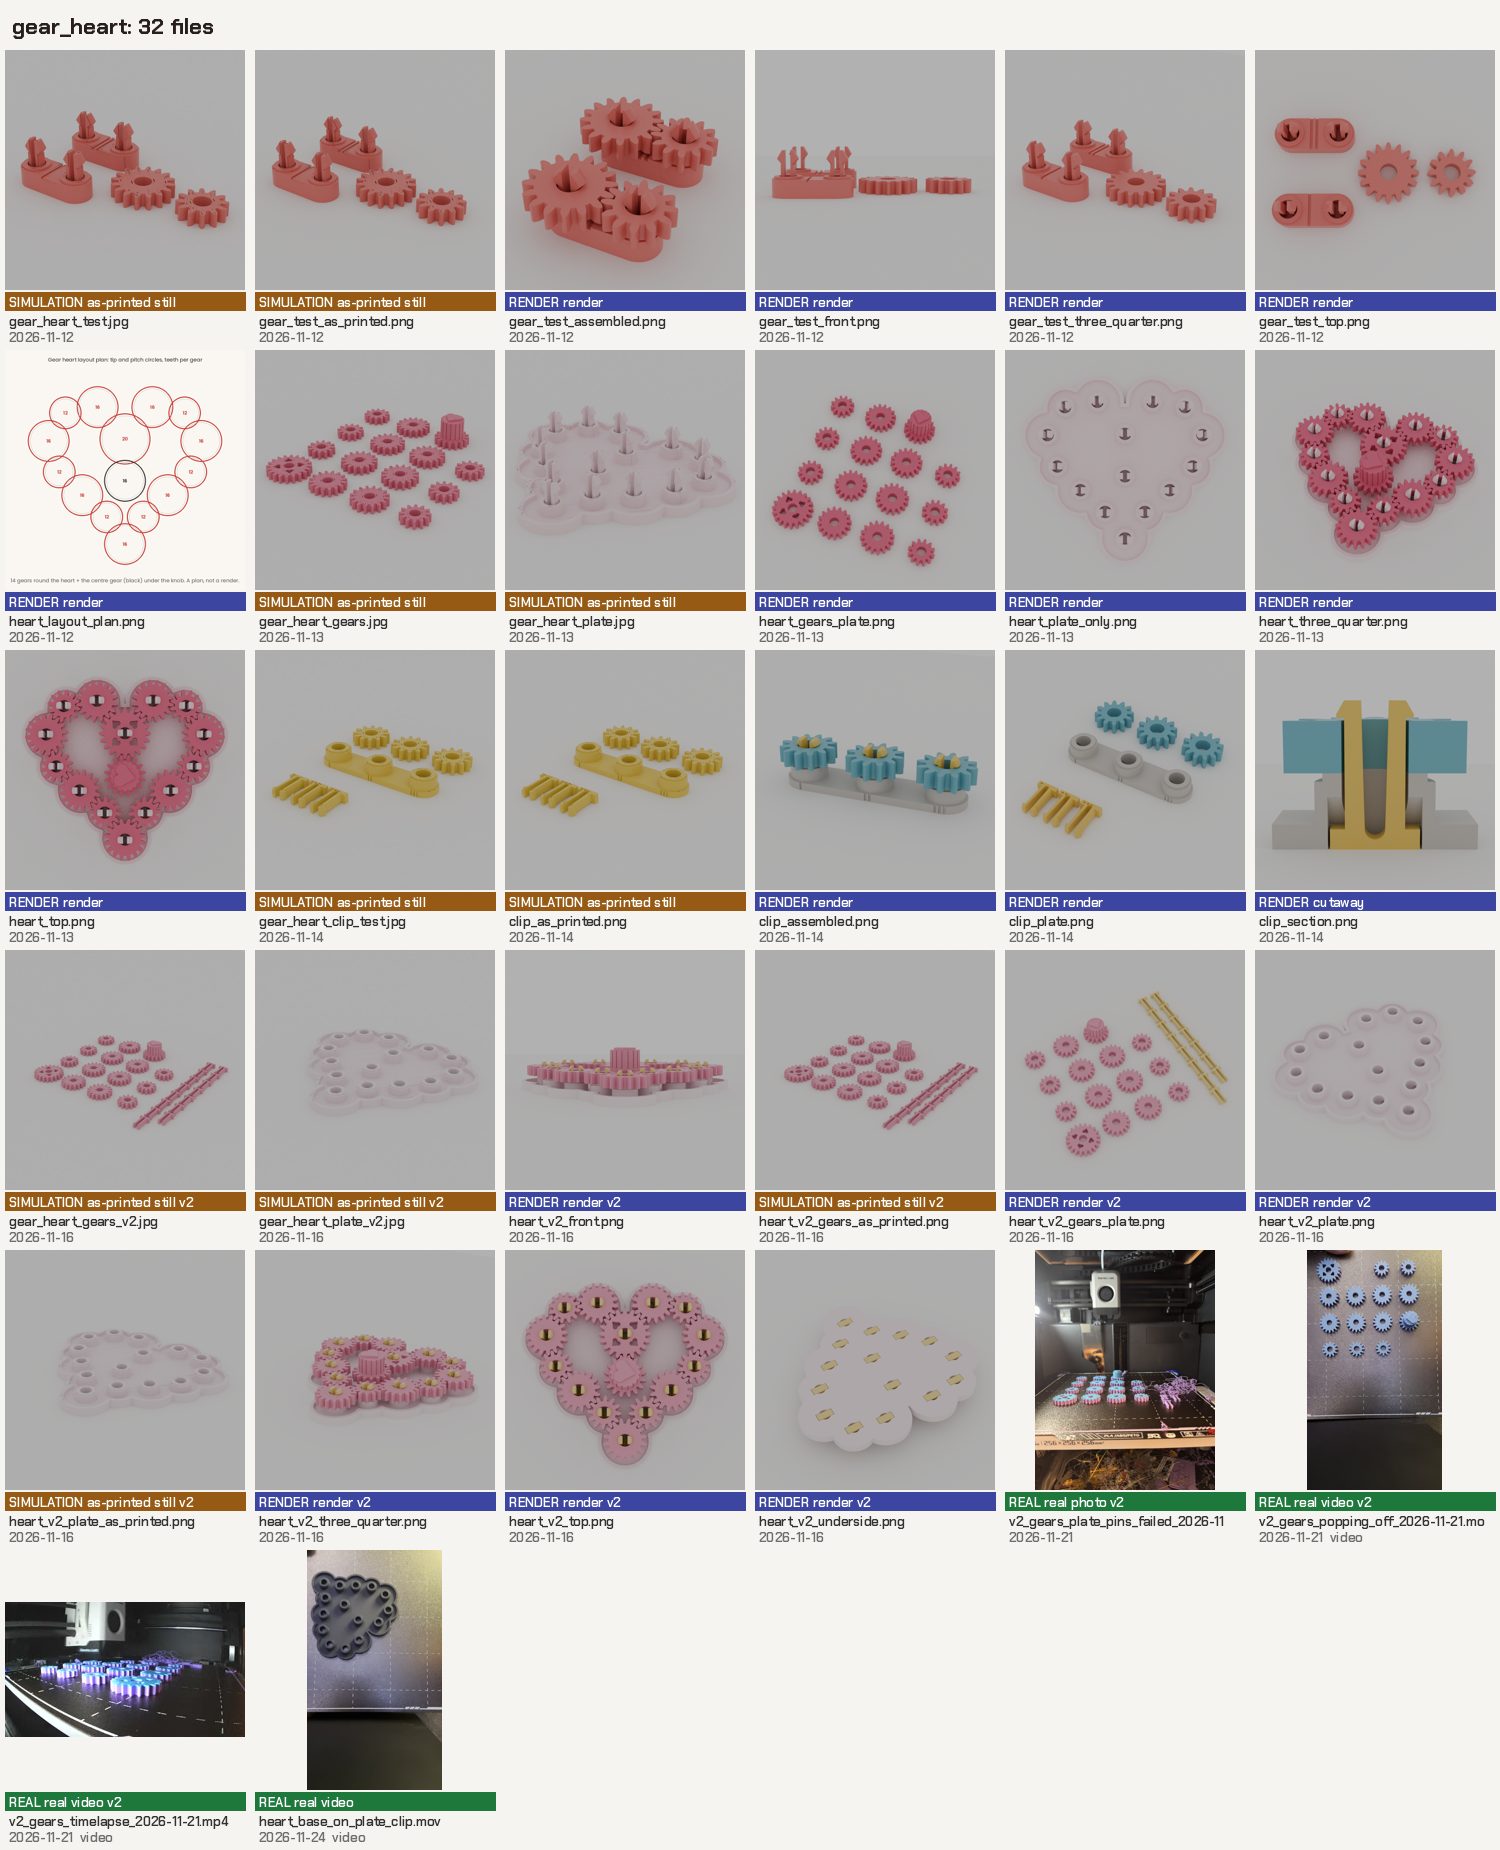 gear_heart: 32 files
SIMULATION as-printed still
gear_heart_test.jpg
2026-11-12
SIMULATION as-printed still
gear_test_as_printed.png
2026-11-12
RENDER render
gear_test_assembled.png
2026-11-12
RENDER render
gear_test_front.png
2026-11-12
RENDER render
gear_test_three_quarter.png
2026-11-12
RENDER render
gear_test_top.png
2026-11-12
Gear heart layout plan: tip and pitch circles, teeth per gear
12
16
16
12
16
20
16
12
16
12
16
16
12
12
16
14 gears round the heart + the centre gear (black) under the knob. A plan, not a render.
RENDER render
heart_layout_plan.png
2026-11-12
SIMULATION as-printed still
gear_heart_gears.jpg
2026-11-13
SIMULATION as-printed still
gear_heart_plate.jpg
2026-11-13
RENDER render
heart_gears_plate.png
2026-11-13
RENDER render
heart_plate_only.png
2026-11-13
RENDER render
heart_three_quarter.png
2026-11-13
RENDER render
heart_top.png
2026-11-13
SIMULATION as-printed still
gear_heart_clip_test.jpg
2026-11-14
SIMULATION as-printed still
clip_as_printed.png
2026-11-14
RENDER render
clip_assembled.png
2026-11-14
RENDER render
clip_plate.png
2026-11-14
RENDER cutaway
clip_section.png
2026-11-14
SIMULATION as-printed still v2
gear_heart_gears_v2.jpg
2026-11-16
SIMULATION as-printed still v2
gear_heart_plate_v2.jpg
2026-11-16
RENDER render v2
heart_v2_front.png
2026-11-16
SIMULATION as-printed still v2
heart_v2_gears_as_printed.png
2026-11-16
RENDER render v2
heart_v2_gears_plate.png
2026-11-16
RENDER render v2
heart_v2_plate.png
2026-11-16
SIMULATION as-printed still v2
heart_v2_plate_as_printed.png
2026-11-16
RENDER render v2
heart_v2_three_quarter.png
2026-11-16
RENDER render v2
heart_v2_top.png
2026-11-16
RENDER render v2
heart_v2_underside.png
2026-11-16
REAL real photo v2
v2_gears_plate_pins_failed_2026-11
2026-11-21
REAL real video v2
v2_gears_popping_off_2026-11-21.mo
2026-11-21 video
REAL real video v2
v2_gears_timelapse_2026-11-21.mp4
2026-11-21 video
REAL real video
heart_base_on_plate_clip.mov
2026-11-24 video